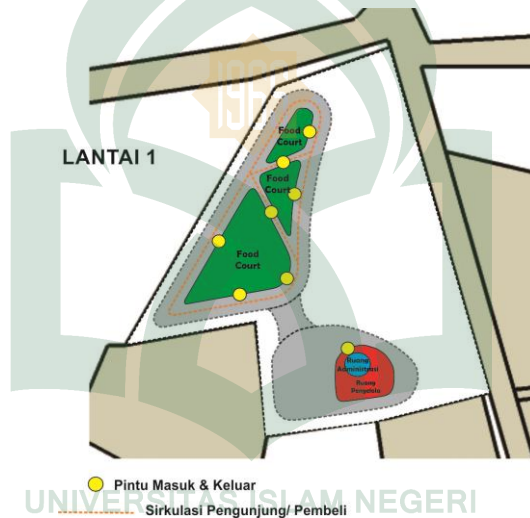 1963
LANTAI 1
Food
Court
Food
Court
Food
Court
Ruang
Administrasi
Ruang
Pengelola
Pintu Masuk & Keluar
UNIVERSITAS ISLAM NEGERI
Sirkulasi Pengunjung/ Pembeli